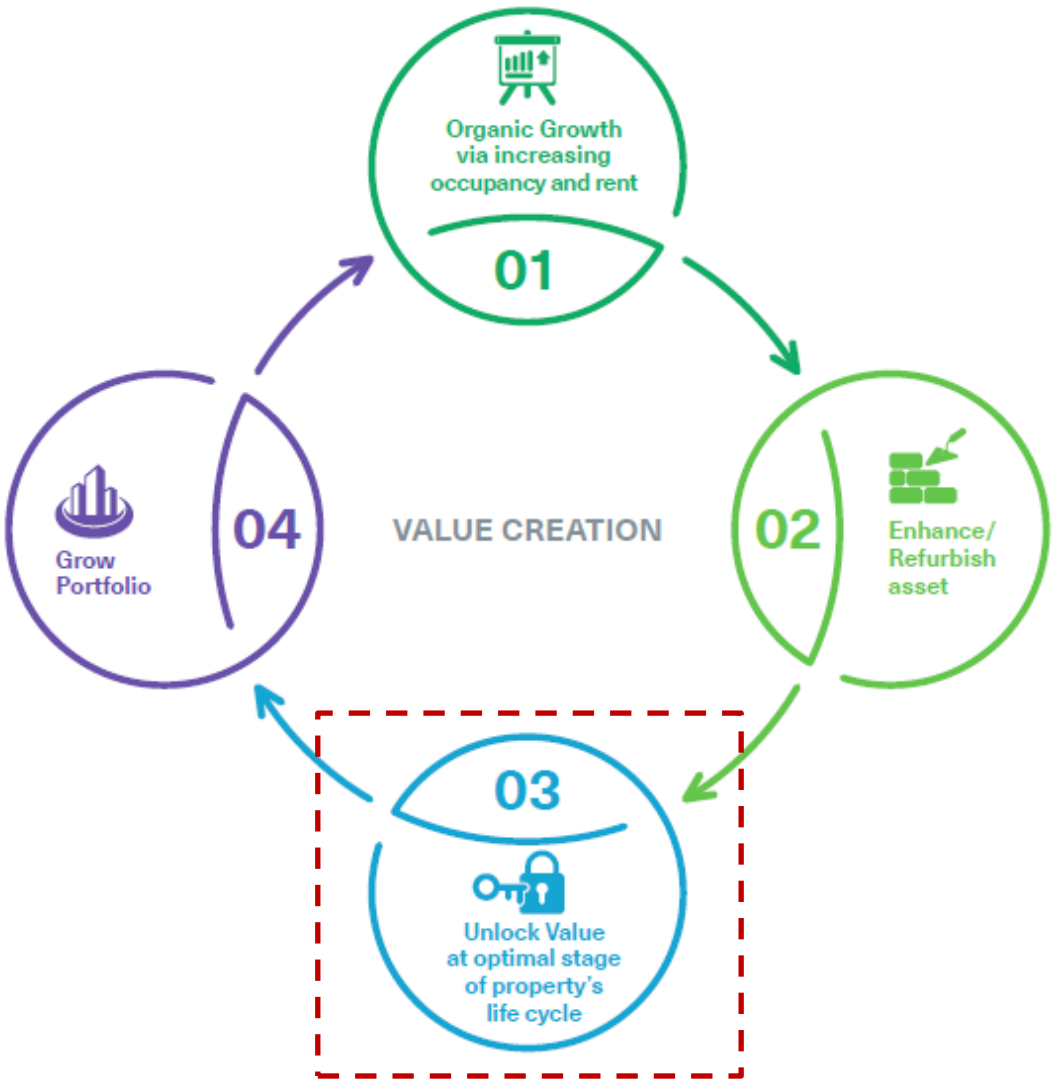 Organic Growth
via increasing
occupancy and rent
01
02
Enhance/
Refurbish
asset
03
Unlock Value
at optimal stage
of property's
life cycle
04
Grow
Portfolio
VALUE CREATION